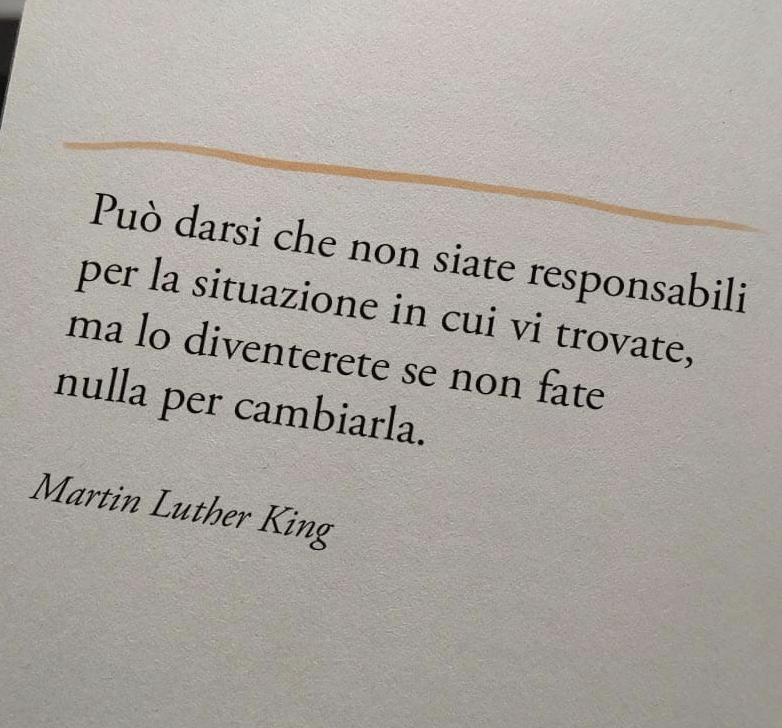 Può darsi che non siate responsabili
per la situazione in cui vi trovate,
ma lo diventerete se non fate
nulla per cambiarla.
Martin Luther King